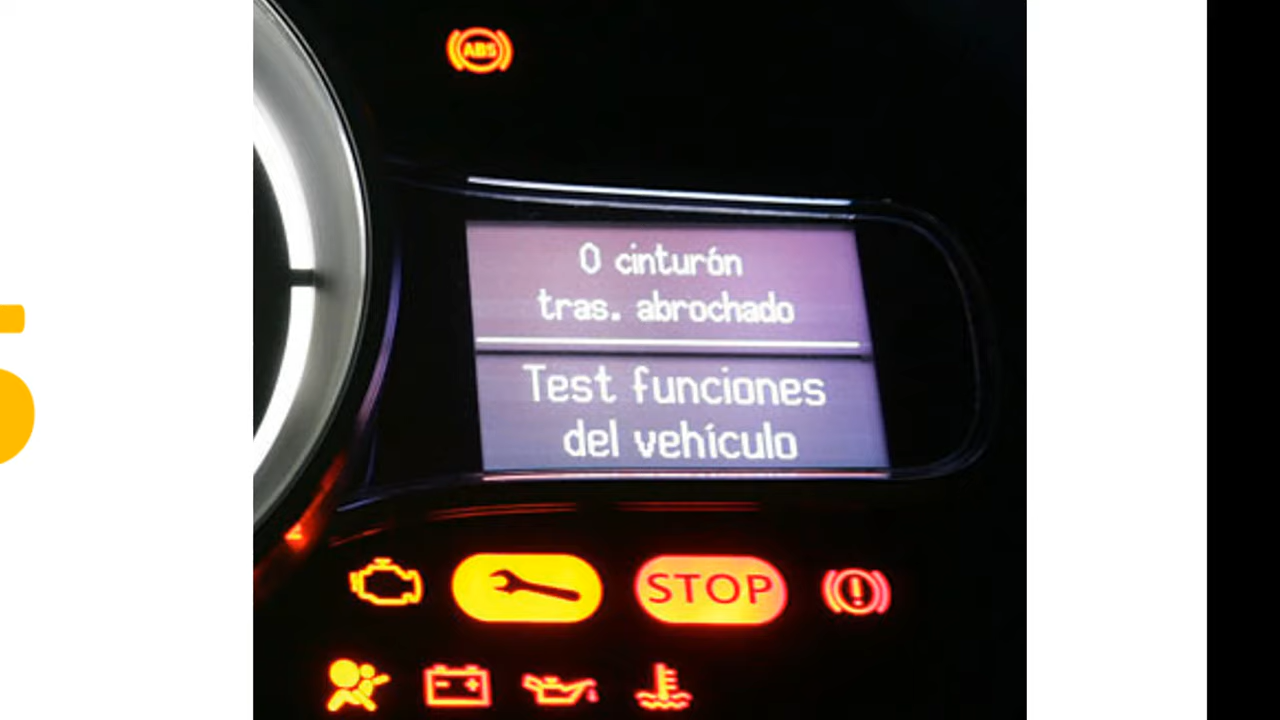 ABS
0 cinturón
tras. abrochado
Test funciones
del vehículo
STOP